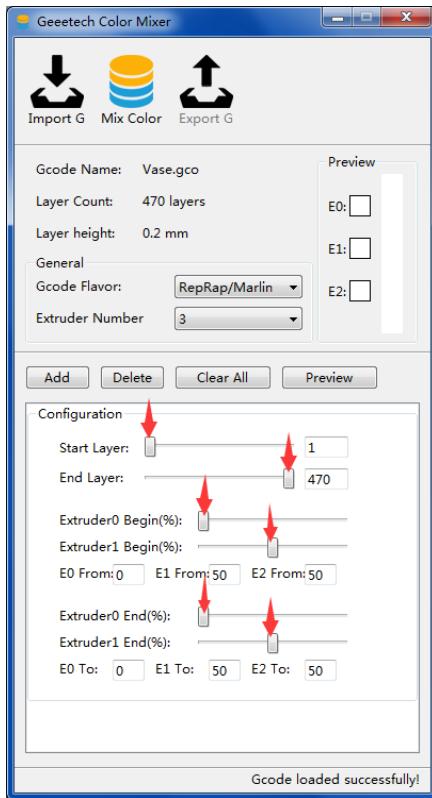 Geeetech Color Mixer
Import G Mix Color Export G
Gcode Name: Vase.gco
Layer Count: 470 layers
Layer height: 0.2 mm
General
Gcode Flavor: RepRap/Marlin
Extruder Number 3
Preview
E0:
E1:
E2:
Add Delete Clear All Preview
Configuration
Start Layer: 1
End Layer: 470
Extruder0 Begin(%):
Extruder1 Begin(%):
E0 From: 0 E1 From: 50 E2 From: 50
Extruder0 End(%):
Extruder1 End(%):
E0 To: 0 E1 To: 50 E2 To: 50
Gcode loaded successfully!